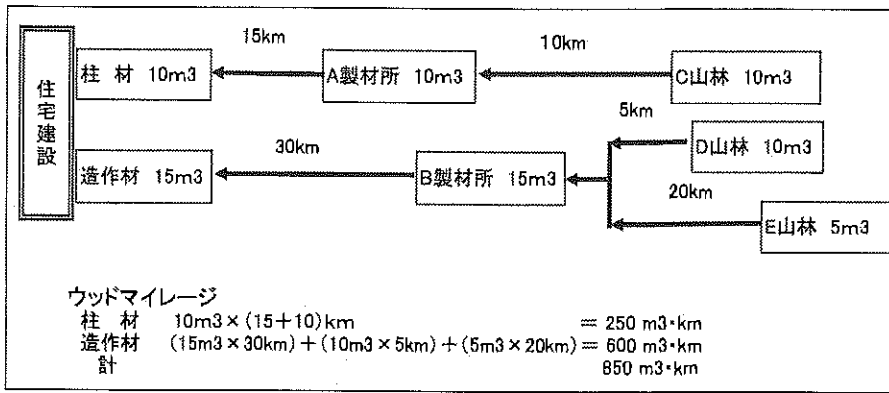 住宅建設
15km
10km
柱 材 10m3
A製材所 10m3
C山林 10m3
5km
30km
D山林 10m3
造作材 15m3
B製材所 15m3
20km
E山林 5m3
ウッドマイレージ
柱 材 10m3×(15+10)km = 250 m3・km
造作材 (15m3×30km)+(10m3×5km)+(5m3×20km)= 600 m3・km
計 850 m3・km